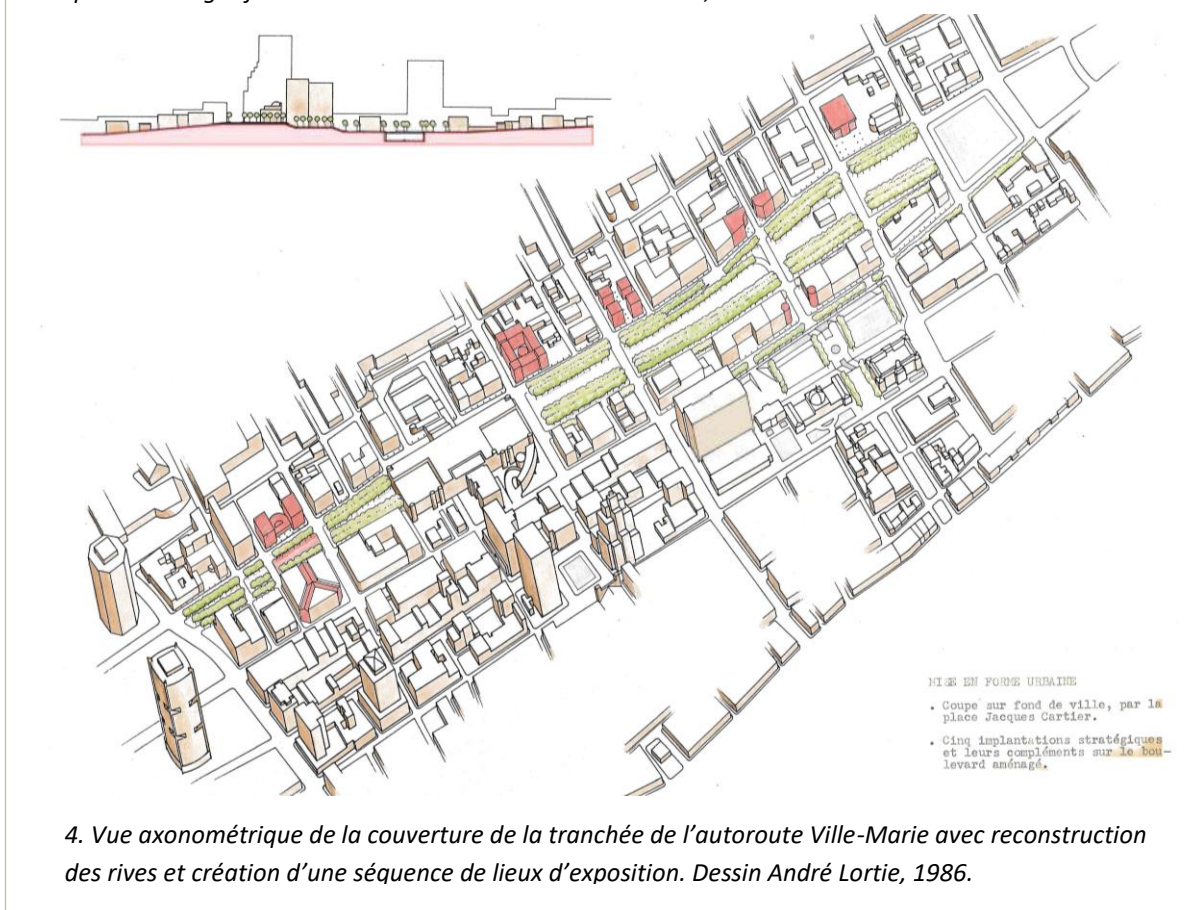 MISE EN FORME URBAINE
. Coupe sur fond de ville, par la
place Jacques Cartier.
. Cinq implantations stratégiques
et leurs compléments sur le bou-
levard aménagé.
4. Vue axonométrique de la couverture de la tranchée de l’autoroute Ville-Marie avec reconstruction
des rives et création d’une séquence de lieux d’exposition. Dessin André Lortie, 1986.